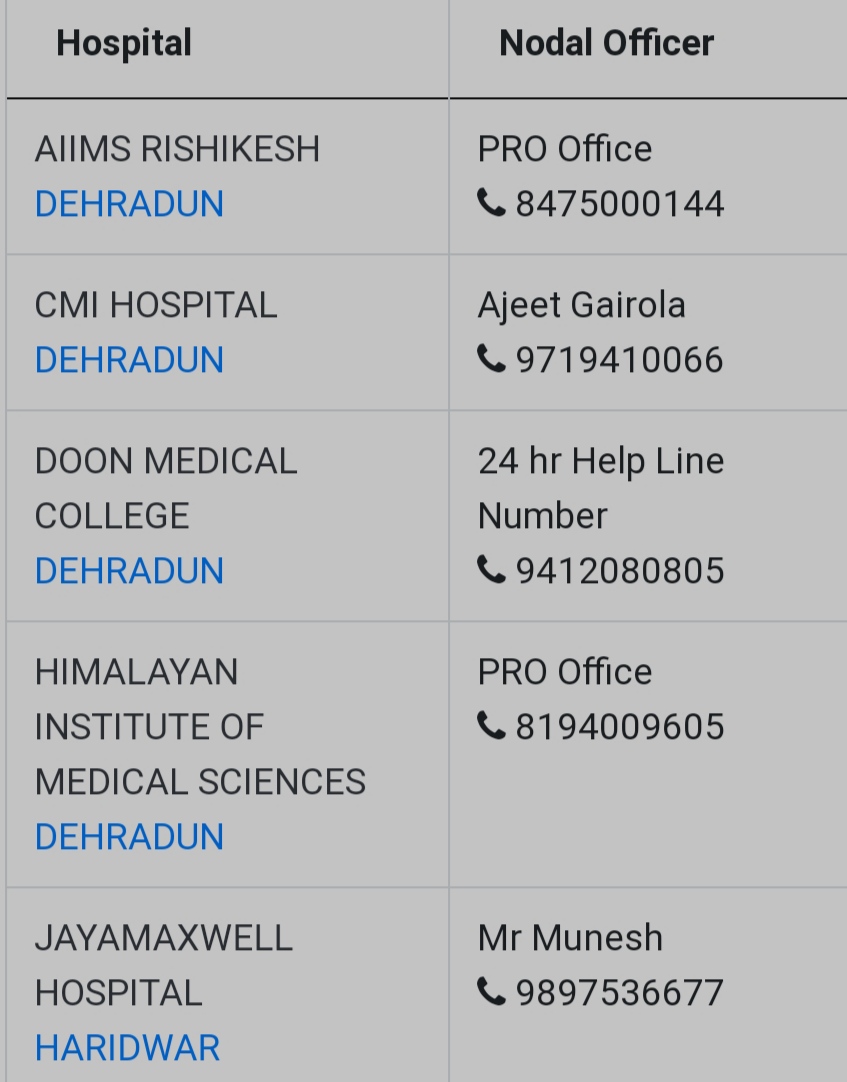 Hospital
Nodal Officer
AIIMS RISHIKESH
DEHRADUN
PRO Office
8475000144
CMI HOSPITAL
DEHRADUN
Ajeet Gairola
9719410066
DOON MEDICAL
COLLEGE
DEHRADUN
24 hr Help Line
Number
9412080805
HIMALAYAN
INSTITUTE OF
MEDICAL SCIENCES
DEHRADUN
PRO Office
8194009605
JAYAMAXWELL
HOSPITAL
HARIDWAR
Mr Munesh
9897536677